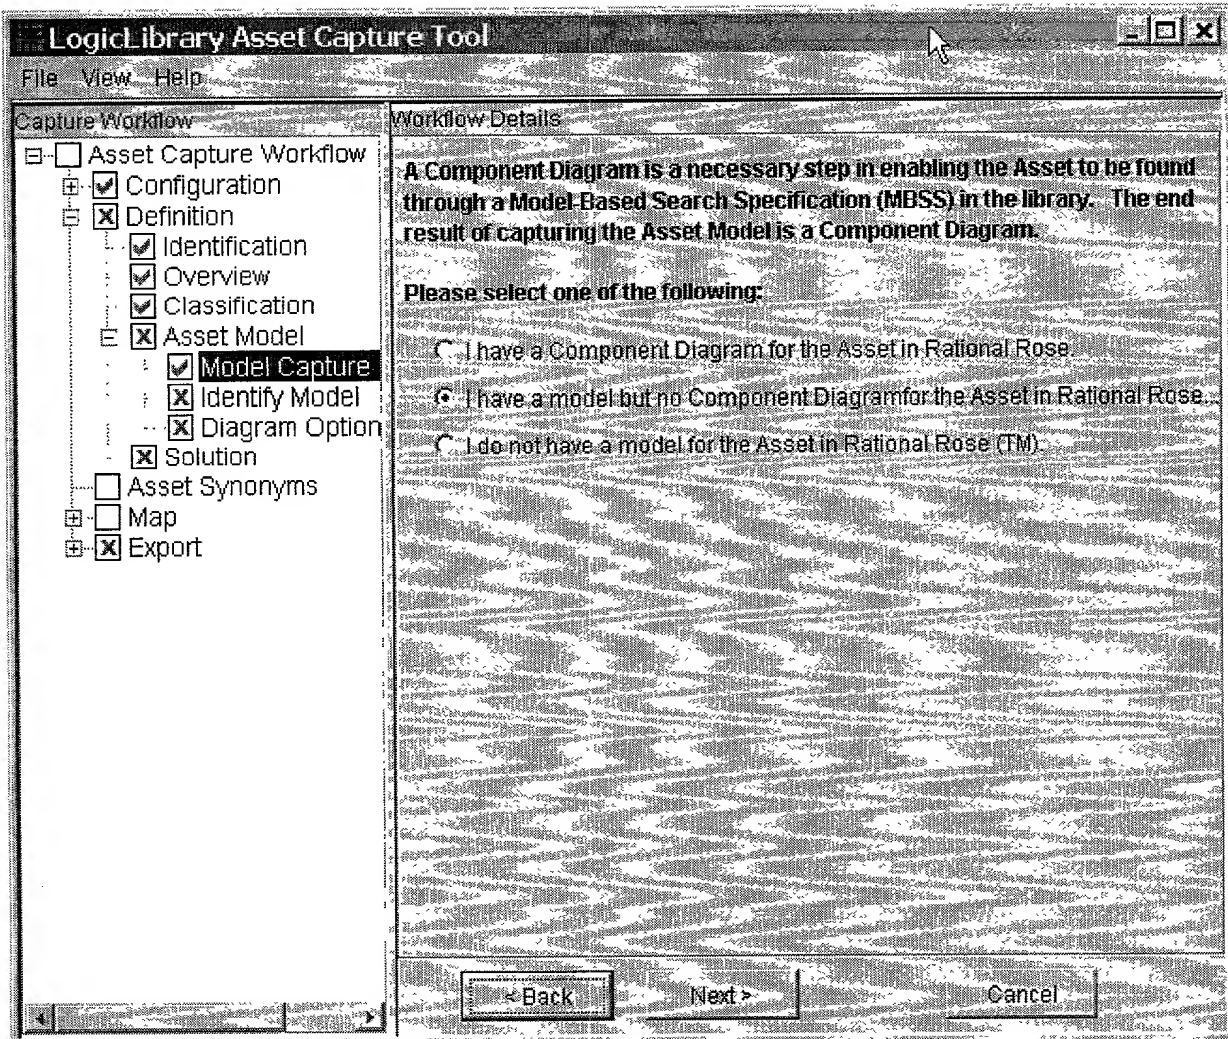 LogicLibrary Asset Capture Tool
File View Help
Capture Workflow
Asset Capture Workflow
Configuration
Definition
Identification
Overview
Classification
Asset Model
Model Capture
Identify Model
Diagram Option
Solution
Asset Synonyms
Map
Export
Workflow Details
A Component Diagram is a necessary step in enabling the Asset to be found
through a Model-Based Search Specification (MBSS) in the library. The end
result of capturing the Asset Model is a Component Diagram.
Please select one of the following:
I have a Component Diagram for the Asset in Rational Rose.
I have a model but no Component Diagramfor the Asset in Rational Rose...
I do not have a model for the Asset in Rational Rose (TM).
< Back Next > Cancel